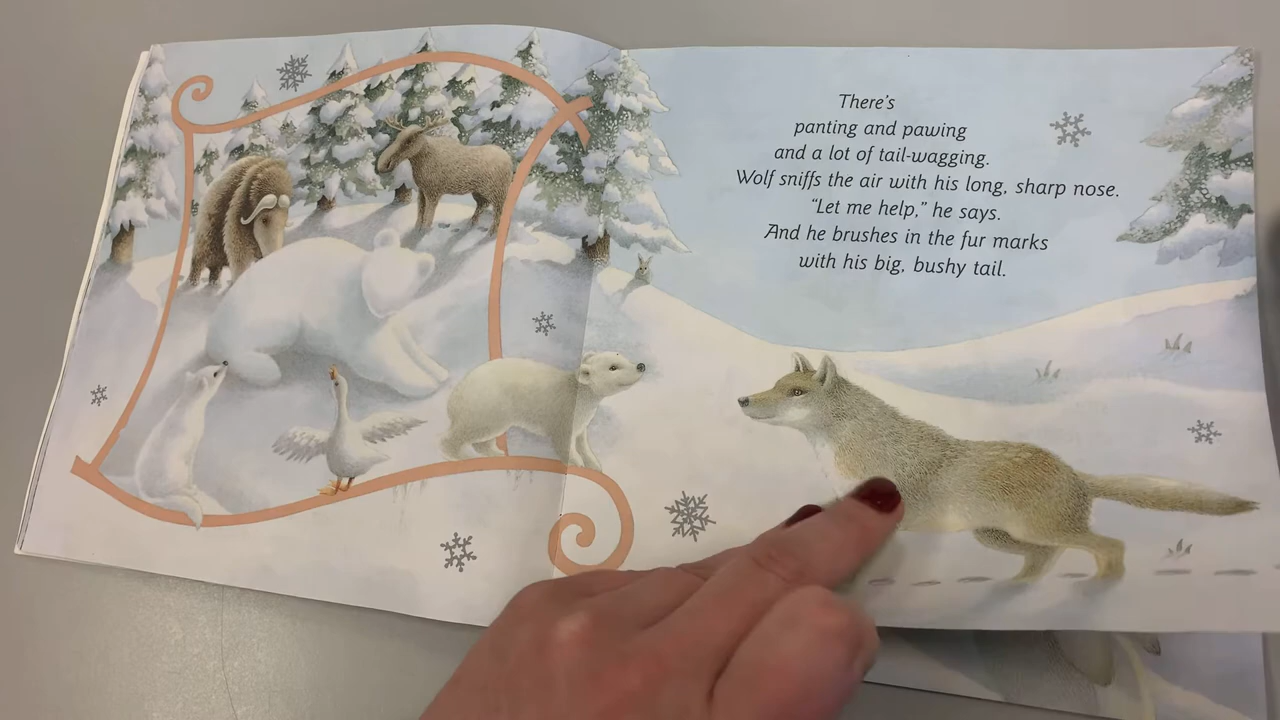 There's
panting and pawing
and a lot of tail-wagging.
Wolf sniffs the air with his long, sharp nose.
"Let me help," he says.
And he brushes in the fur marks
with his big, bushy tail.